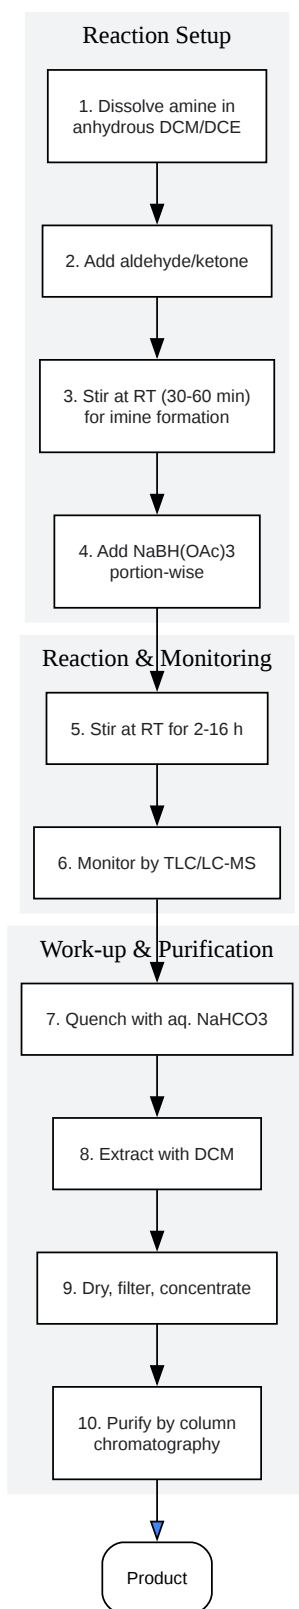 Reaction Setup
1. Dissolve amine in
anhydrous DCM/DCE
2. Add aldehyde/ketone
3. Stir at RT (30-60 min)
for imine formation
4. Add NaBH(OAc)3
portion-wise
Reaction & Monitoring
5. Stir at RT for 2-16 h
6. Monitor by TLC/LC-MS
Work-up & Purification
7. Quench with aq. NaHCO3
8. Extract with DCM
9. Dry, filter, concentrate
10. Purify by column
chromatography
Product